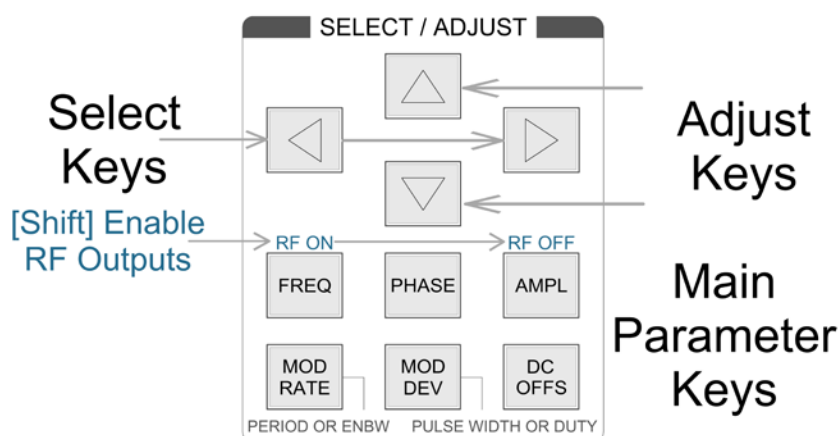 SELECT / ADJUST
Select
Keys
Adjust
Keys
[Shift] Enable
RF Outputs
RF ON
RF OFF
FREQ
PHASE
AMPL
Main
Parameter
Keys
MOD
RATE
MOD
DEV
DC
OFFS
PERIOD OR ENBW
PULSE WIDTH OR DUTY